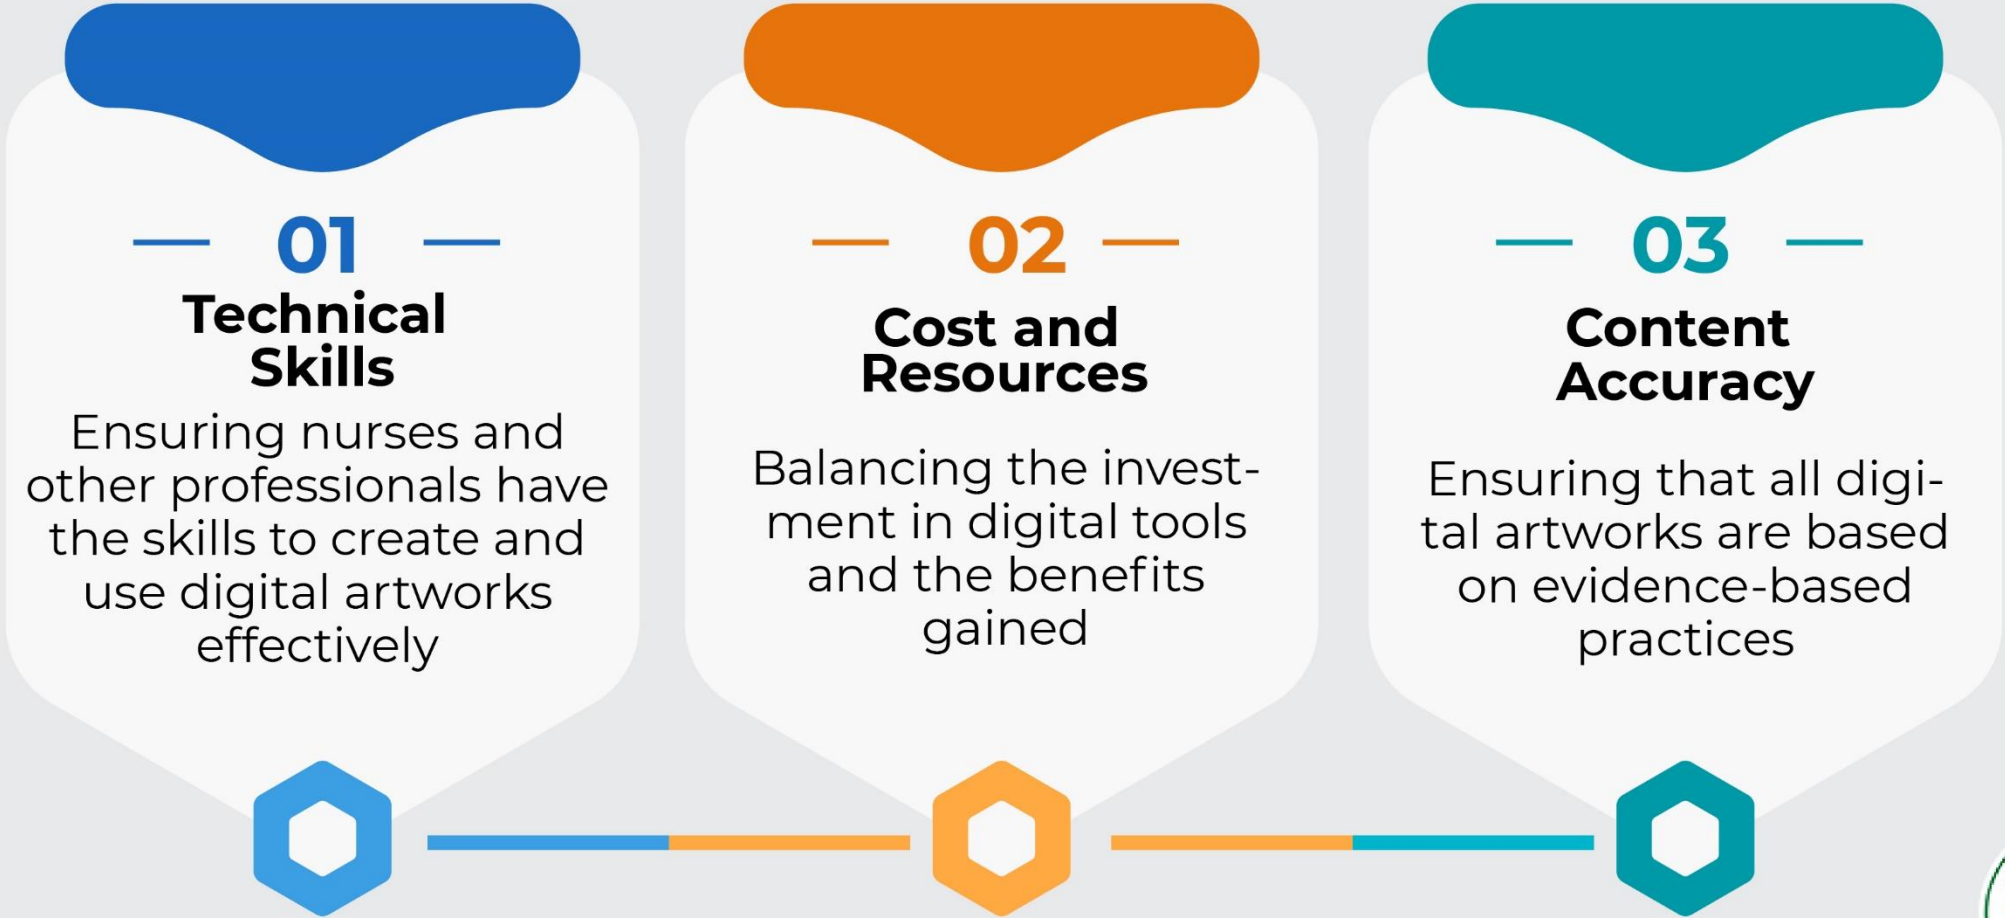 01
Technical
Skills
Ensuring nurses and
other professionals have
the skills to create and
use digital artworks
effectively
02
Cost and
Resources
Balancing the invest-
ment in digital tools
and the benefits
gained
03
Content
Accuracy
Ensuring that all digi-
tal artworks are based
on evidence-based
practices